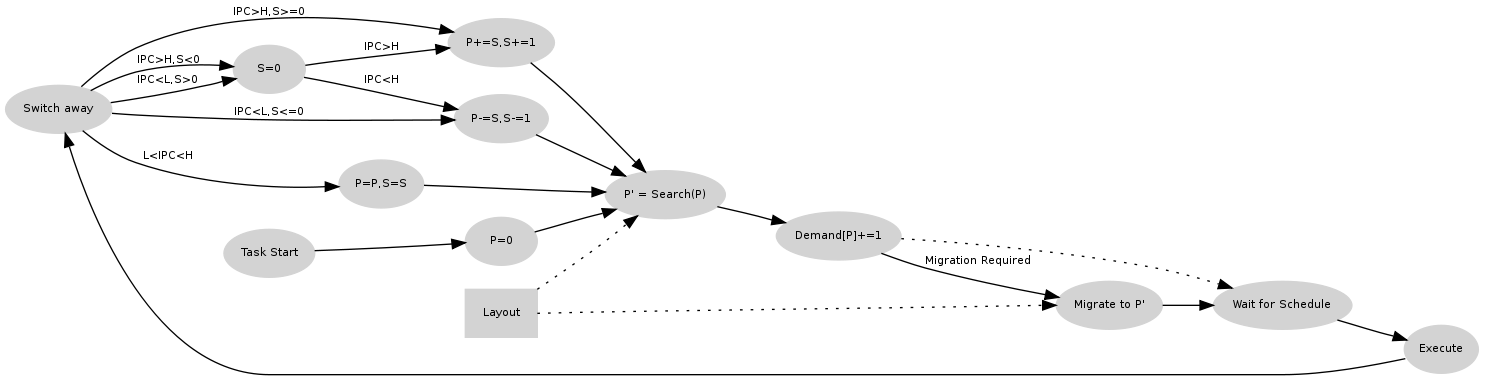 IPC>H,S>=0
P+=S,S+=1
IPC>H
IPC>H,S<0
S=0
IPC<L,S>0
IPC<H
Switch away
IPC<L,S<=0
P-=S,S-=1
L<IPC<H
P=P,S=S
P' = Search(P)
Task Start
P=0
Demand[P]+=1
Migration Required
Layout
Migrate to P'
Wait for Schedule
Execute